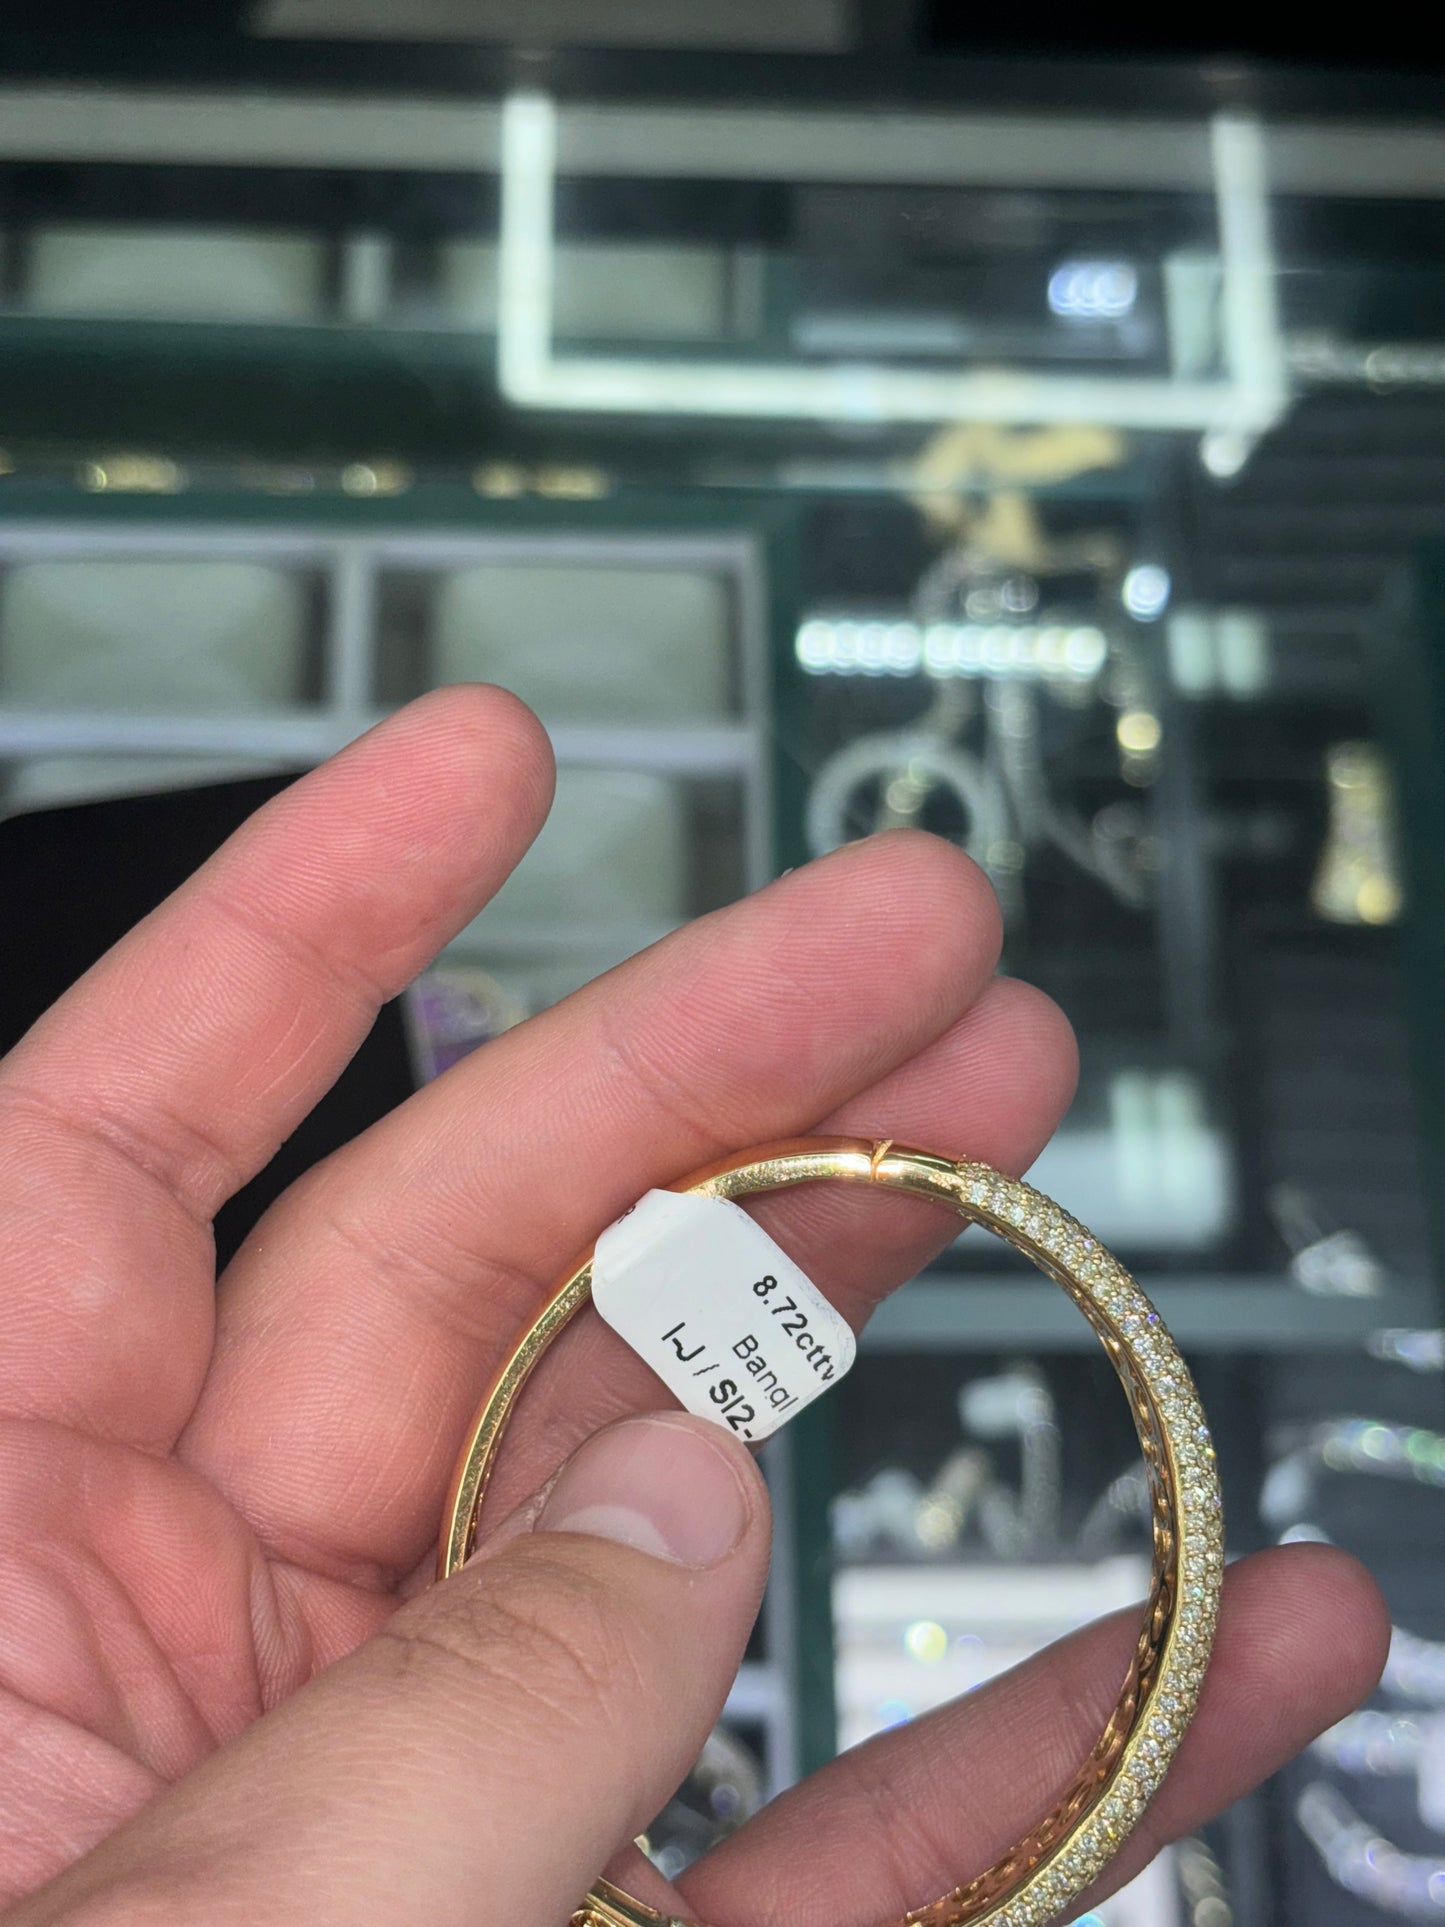 8.72cttw
Bangl
I-J / SI2-